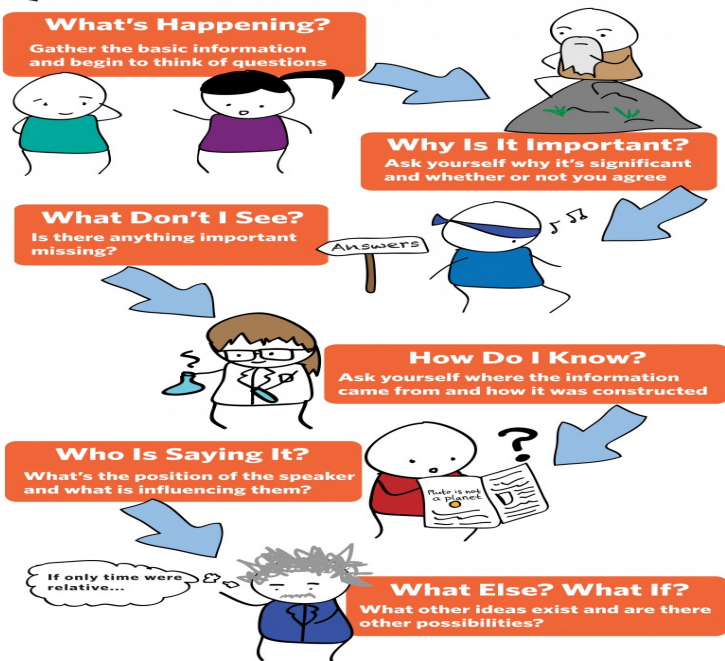 What's Happening?
Gather the basic information
and begin to think of questions
Why Is It Important?
Ask yourself why it's significant
and whether or not you agree
What Don't I See?
Is there anything important
missing?
Answers
How Do I Know?
Ask yourself where the information
came from and how it was constructed
Who Is Saying It?
What's the position of the speaker
and what is influencing them?
?
Pluto is not
a planet
If only time were
relative...
What Else? What If?
What other ideas exist and are there
other possibilities?